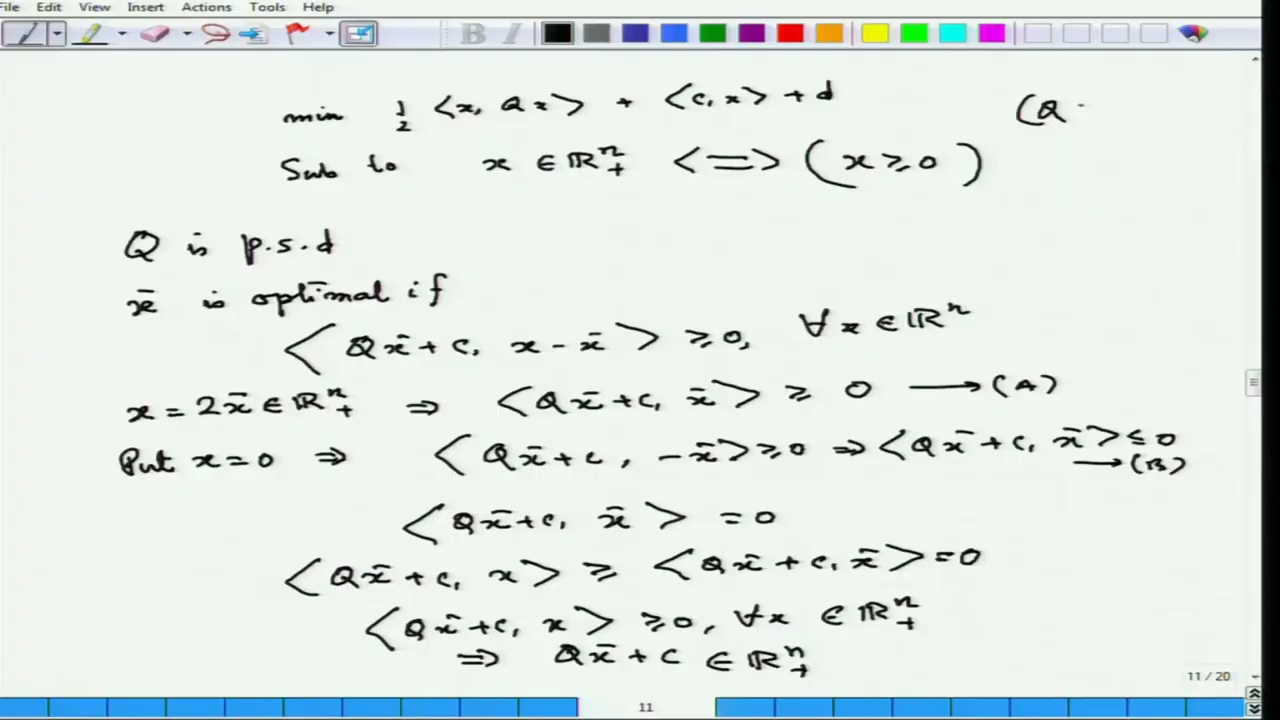 File Edit View Insert Actions Tools Help
min 1/2 <x, Qx> + <c, x> + d (Q
Sub to x ∈ ℝⁿ₊ <=> (x ≥ 0)
Q is p.s.d
x̄ is optimal if
<Qx̄ + c, x - x̄> ≥ 0, ∀ x ∈ ℝⁿ
x = 2x̄ ∈ ℝⁿ₊ ⇒ <Qx̄ + c, x̄> ≥ 0 → (A)
Put x = 0 ⇒ <Qx̄ + c, -x̄> ≥ 0 ⇒ <Qx̄ + c, x̄> ≤ 0
→ (B)
<Qx̄ + c, x̄> = 0
<Qx̄ + c, x> ≥ <Qx̄ + c, x̄> = 0
<Qx̄ + c, x> ≥ 0, ∀x ∈ ℝⁿ₊
⇒ Qx̄ + c ∈ ℝⁿ₊
11 / 20
11